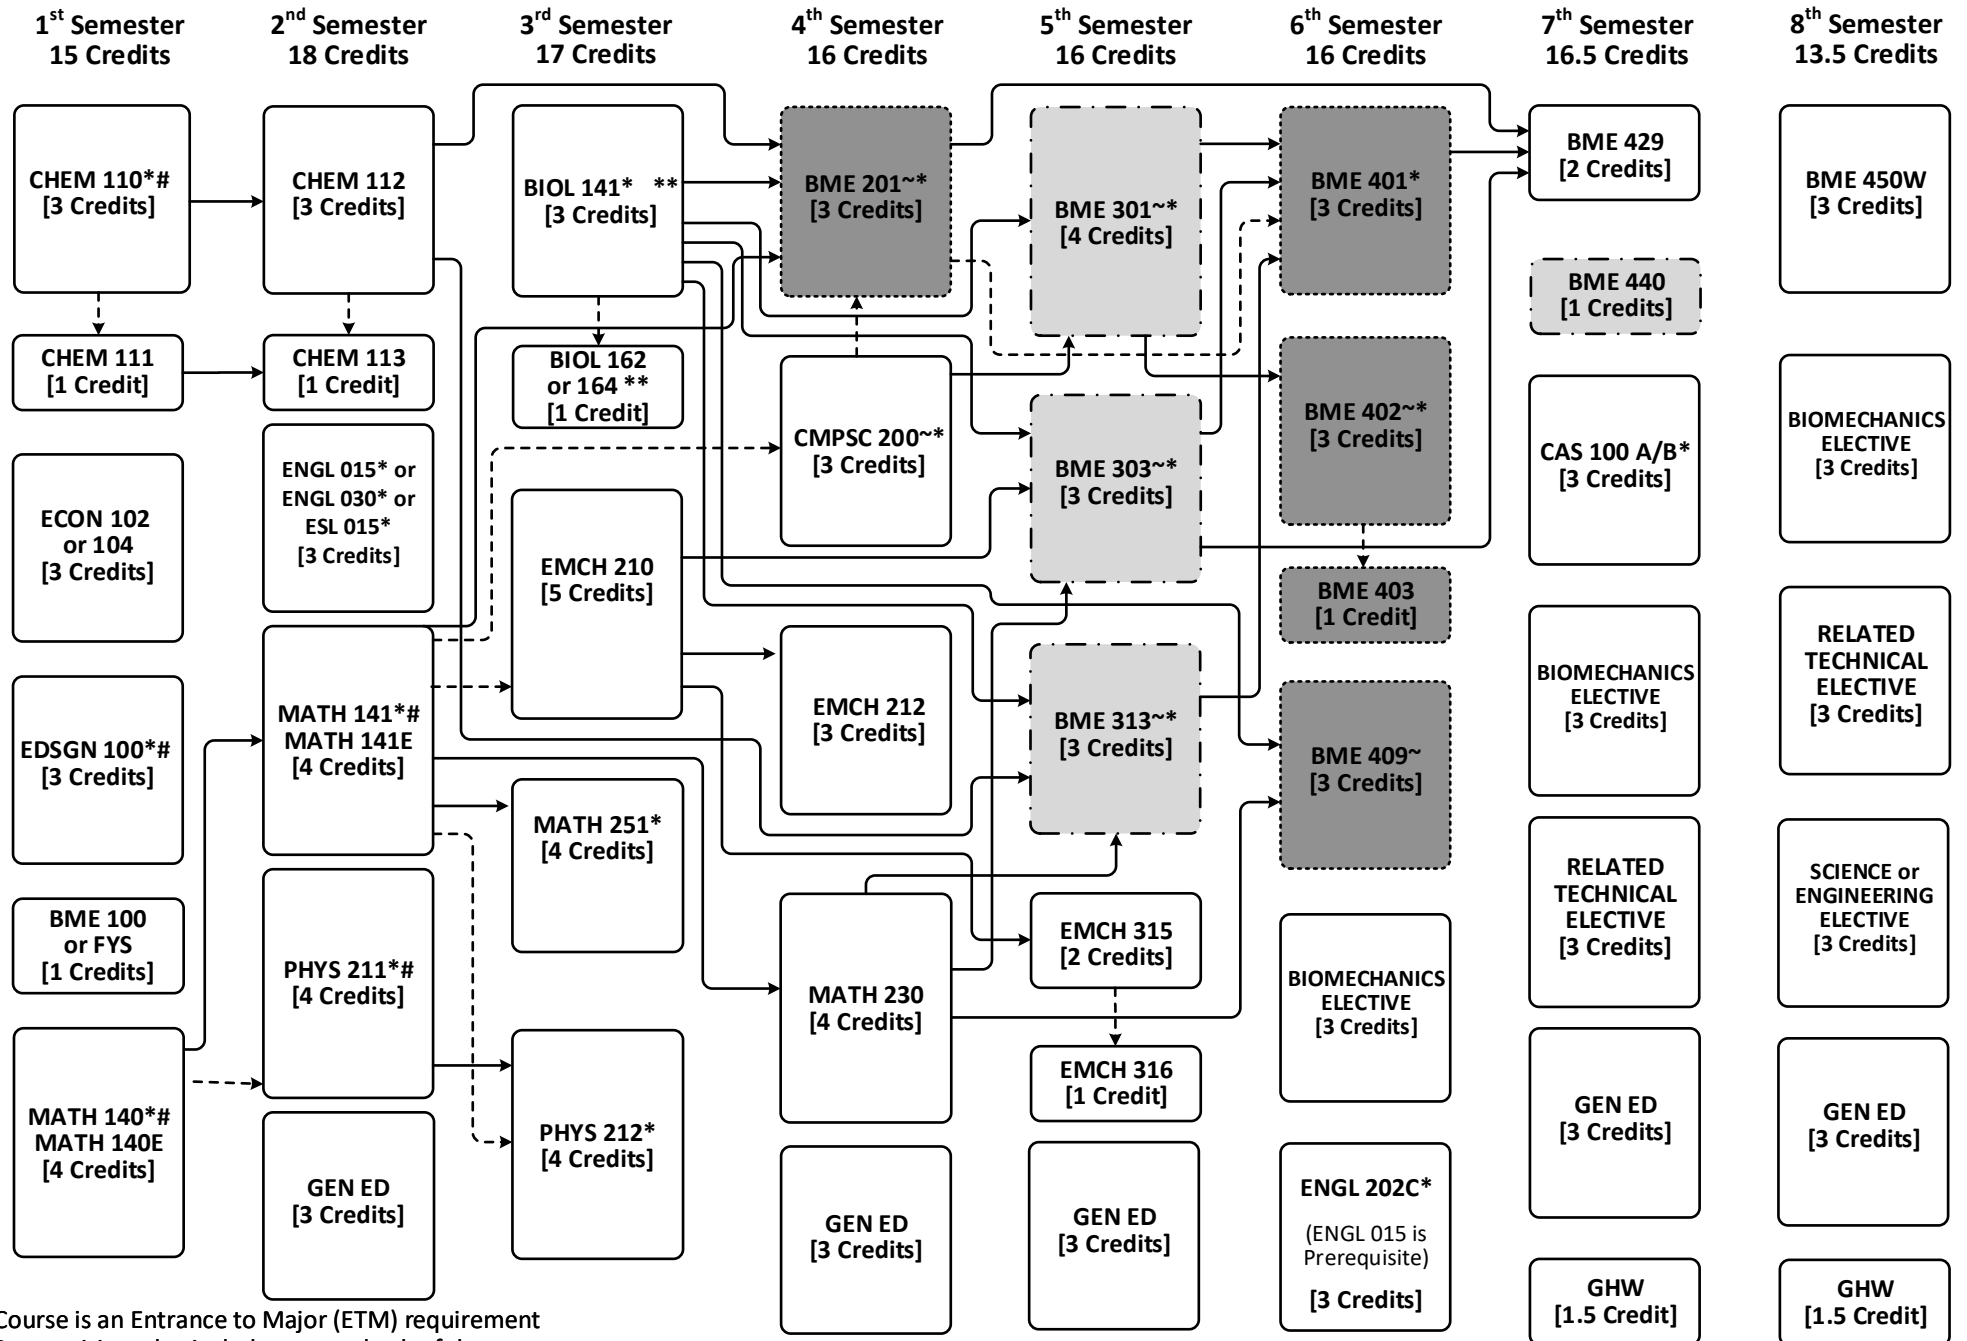 1st Semester
15 Credits
2nd Semester
18 Credits
3rd Semester
17 Credits
4th Semester
16 Credits
5th Semester
16 Credits
6th Semester
16 Credits
7th Semester
16.5 Credits
8th Semester
13.5 Credits
CHEM 110*#
[3 Credits]
CHEM 111
[1 Credit]
ECON 102
or 104
[3 Credits]
EDSGN 100*#
[3 Credits]
BME 100
or FYS
[1 Credits]
MATH 140*#
MATH 140E
[4 Credits]
CHEM 112
[3 Credits]
CHEM 113
[1 Credit]
ENGL 015* or
ENGL 030* or
ESL 015*
[3 Credits]
MATH 141*#
MATH 141E
[4 Credits]
PHYS 211*#
[4 Credits]
GEN ED
[3 Credits]
BIOL 141* **
[3 Credits]
BIOL 162
or 164 **
[1 Credit]
EMCH 210
[5 Credits]
MATH 251*
[4 Credits]
PHYS 212*
[4 Credits]
BME 201~*
[3 Credits]
CMPSC 200~*
[3 Credits]
EMCH 212
[3 Credits]
MATH 230
[4 Credits]
GEN ED
[3 Credits]
BME 301~*
[4 Credits]
BME 303~*
[3 Credits]
BME 313~*
[3 Credits]
EMCH 315
[2 Credits]
EMCH 316
[1 Credit]
GEN ED
[3 Credits]
BME 401*
[3 Credits]
BME 402~*
[3 Credits]
BME 403
[1 Credit]
BME 409~
[3 Credits]
BIOMECHANICS
ELECTIVE
[3 Credits]
ENGL 202C*
(ENGL 015 is
Prerequisite)
[3 Credits]
BME 429
[2 Credits]
BME 440
[1 Credits]
CAS 100 A/B*
[3 Credits]
BIOMECHANICS
ELECTIVE
[3 Credits]
RELATED
TECHNICAL
ELECTIVE
[3 Credits]
GEN ED
[3 Credits]
GHW
[1.5 Credit]
BME 450W
[3 Credits]
BIOMECHANICS
ELECTIVE
[3 Credits]
RELATED
TECHNICAL
ELECTIVE
[3 Credits]
SCIENCE or
ENGINEERING
ELECTIVE
[3 Credits]
GEN ED
[3 Credits]
GHW
[1.5 Credit]
Course is an Entrance to Major (ETM) requirement